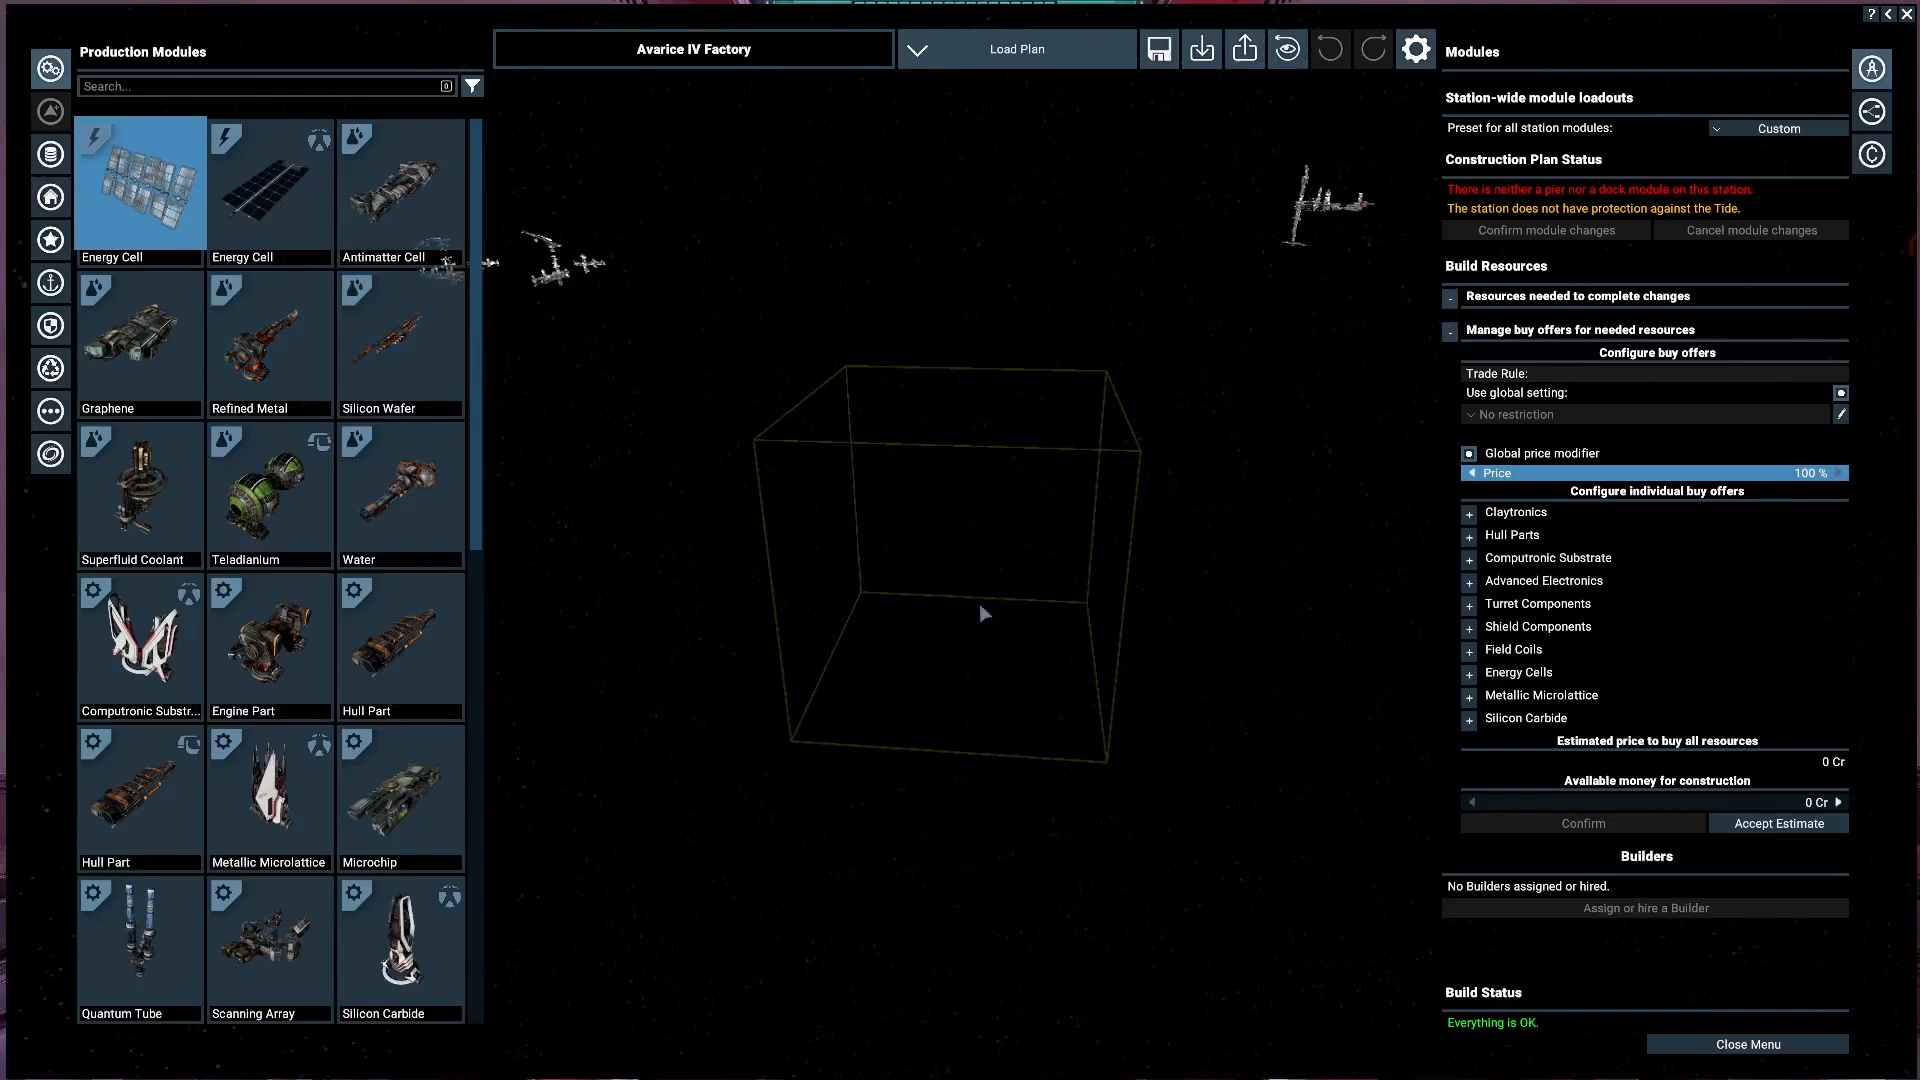 ? < X
Production Modules
Search...
0
Energy Cell
Energy Cell
Antimatter Cell
Graphene
Refined Metal
Silicon Wafer
Superfluid Coolant
Teladianium
Water
Computronic Substr...
Engine Part
Hull Part
Hull Part
Metallic Microlattice
Microchip
Quantum Tube
Scanning Array
Silicon Carbide
Avarice IV Factory
Load Plan
Modules
Station-wide module loadouts
Preset for all station modules:
Custom
Construction Plan Status
There is neither a pier nor a dock module on this station.
The station does not have protection against the Tide.
Confirm module changes
Cancel module changes
Build Resources
- Resources needed to complete changes
- Manage buy offers for needed resources
Configure buy offers
Trade Rule:
Use global setting:
No restriction
Global price modifier
Price 100 %
Configure individual buy offers
+ Claytronics
+ Hull Parts
+ Computronic Substrate
+ Advanced Electronics
+ Turret Components
+ Shield Components
+ Field Coils
+ Energy Cells
+ Metallic Microlattice
+ Silicon Carbide
Estimated price to buy all resources
0 Cr
Available money for construction
0 Cr
Confirm
Accept Estimate
Builders
No Builders assigned or hired.
Assign or hire a Builder
Build Status
Everything is OK.
Close Menu